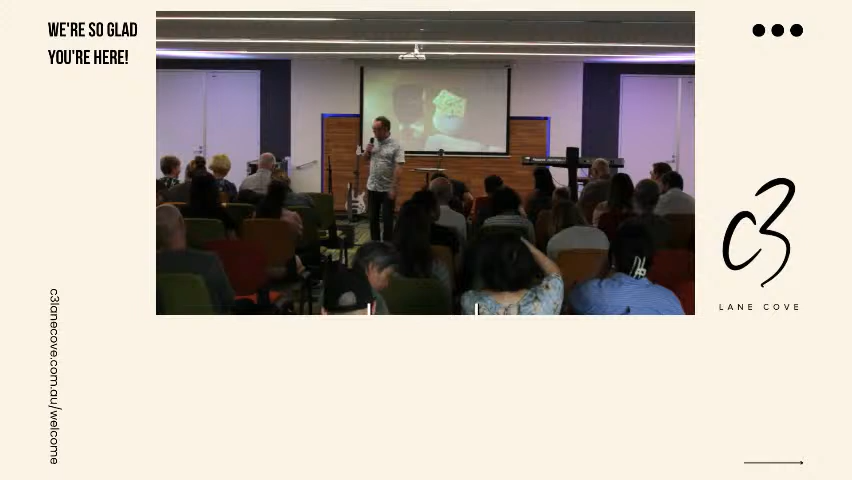 WE'RE SO GLAD
YOU'RE HERE!
c3
LANE COVE
c3lanecove.com.au/welcome